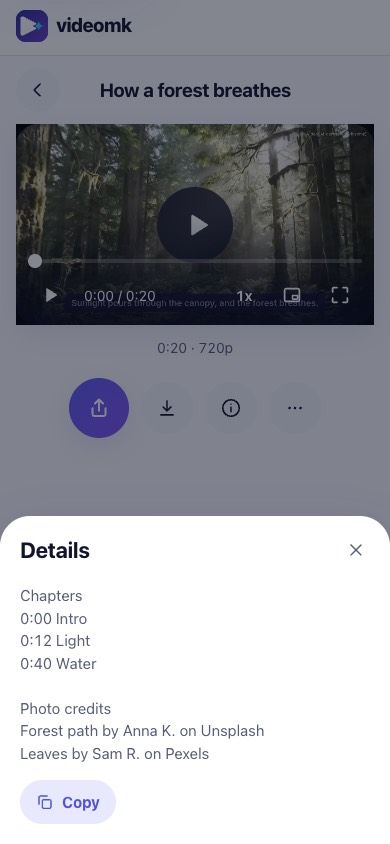 videomk
How a forest breathes
0:00 / 0:20
1x
Sunlight pours through the canopy, and the forest breathes.
0:20 · 720p
Details
Chapters
0:00 Intro
0:12 Light
0:40 Water
Photo credits
Forest path by Anna K. on Unsplash
Leaves by Sam R. on Pexels
Copy